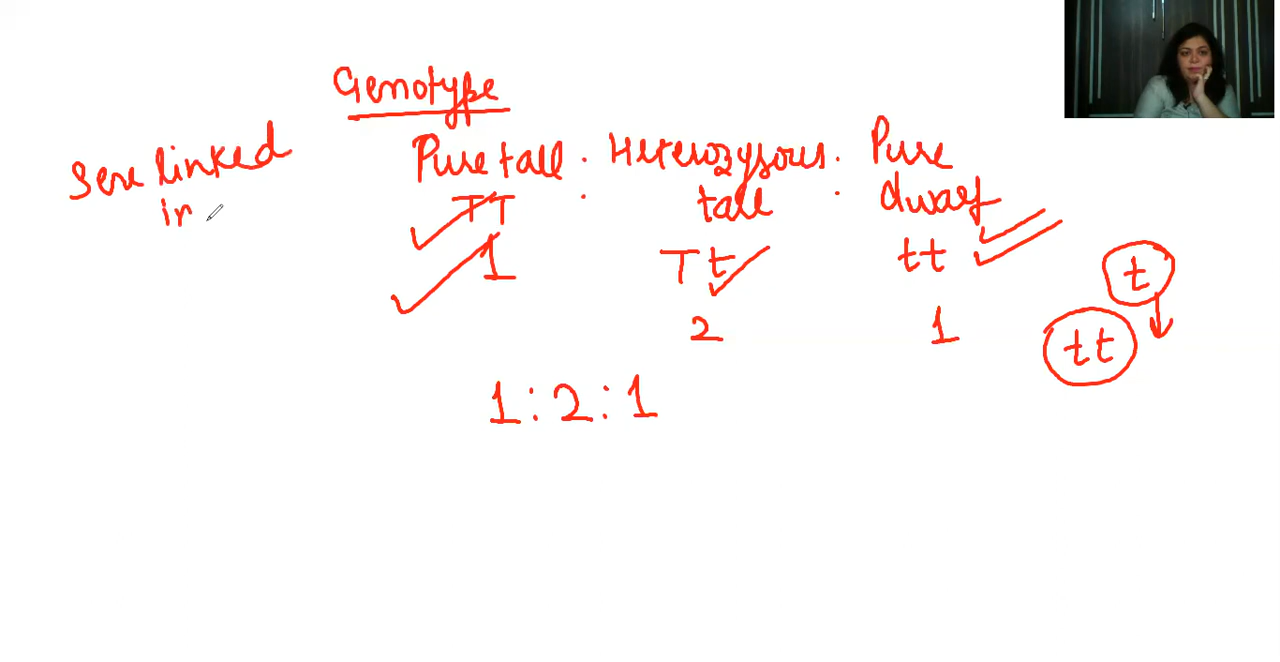 Genotype
Sex linked
in
Pure tall : Heterozygous tall : Pure dwarf
TT
Tt
tt
1
2
1
1:2:1
t
tt